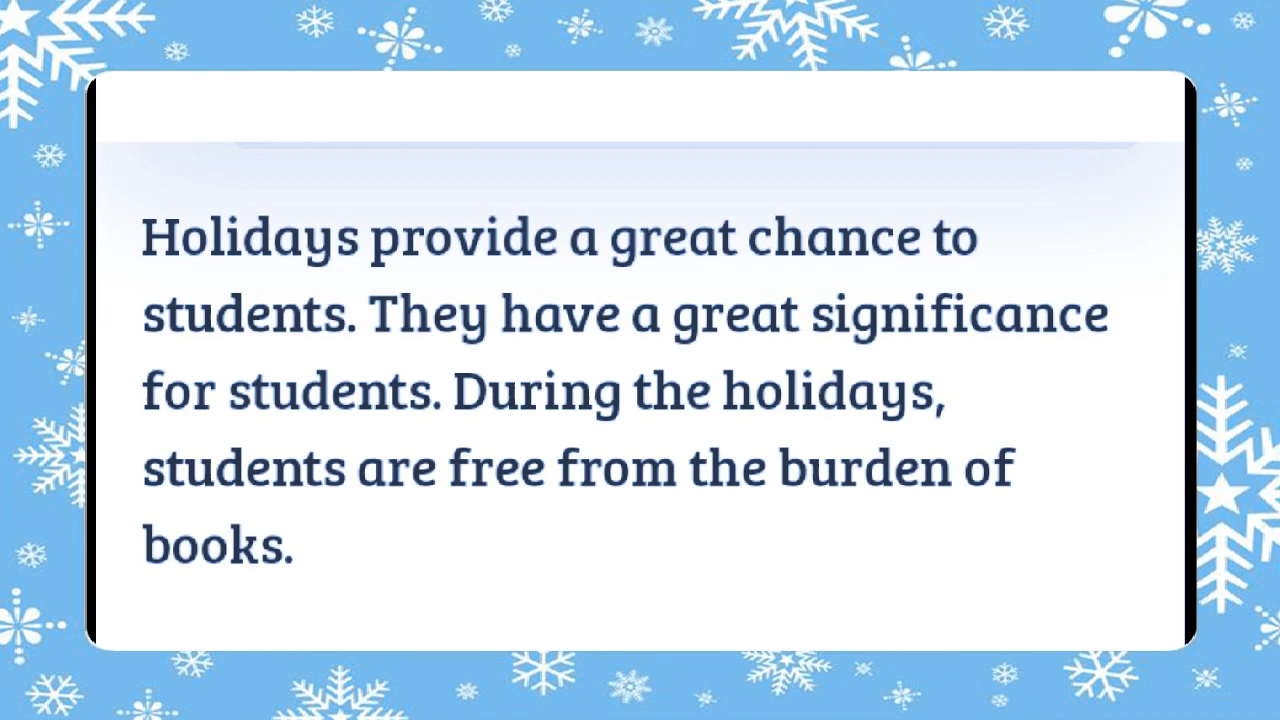 Holidays provide a great chance to
students. They have a great significance
for students. During the holidays,
students are free from the burden of
books.